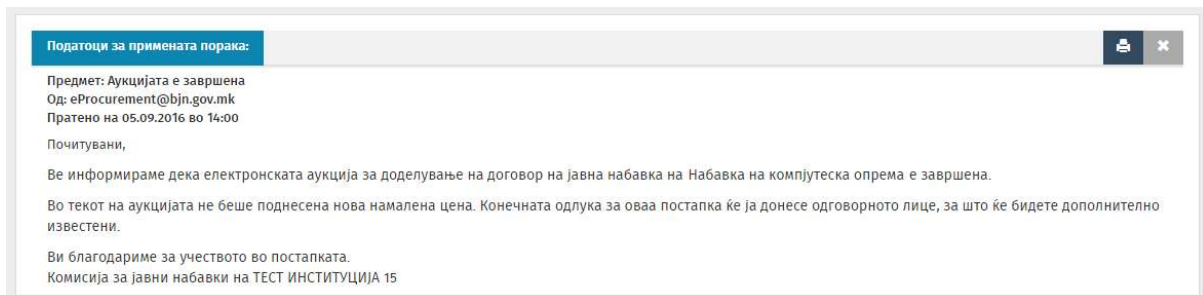 Податоци за примената порака:
Предмет: Аукцијата е завршена
Од: eProcurement@bjn.gov.mk
Пратено на 05.09.2016 во 14:00
Почитувани,
Ве информираме дека електронската аукција за доделување на договор на јавна набавка на Набавка на компјутеска опрема е завршена.
Во текот на аукцијата не беше поднесена нова намалена цена. Конечната одлука за оваа постапка ќе ја донесе одговорното лице, за што ќе бидете дополнително
известени.
Ви благодариме за учеството во постапката.
Комисија за јавни набавки на ТЕСТ ИНСТИТУЦИЈА 15